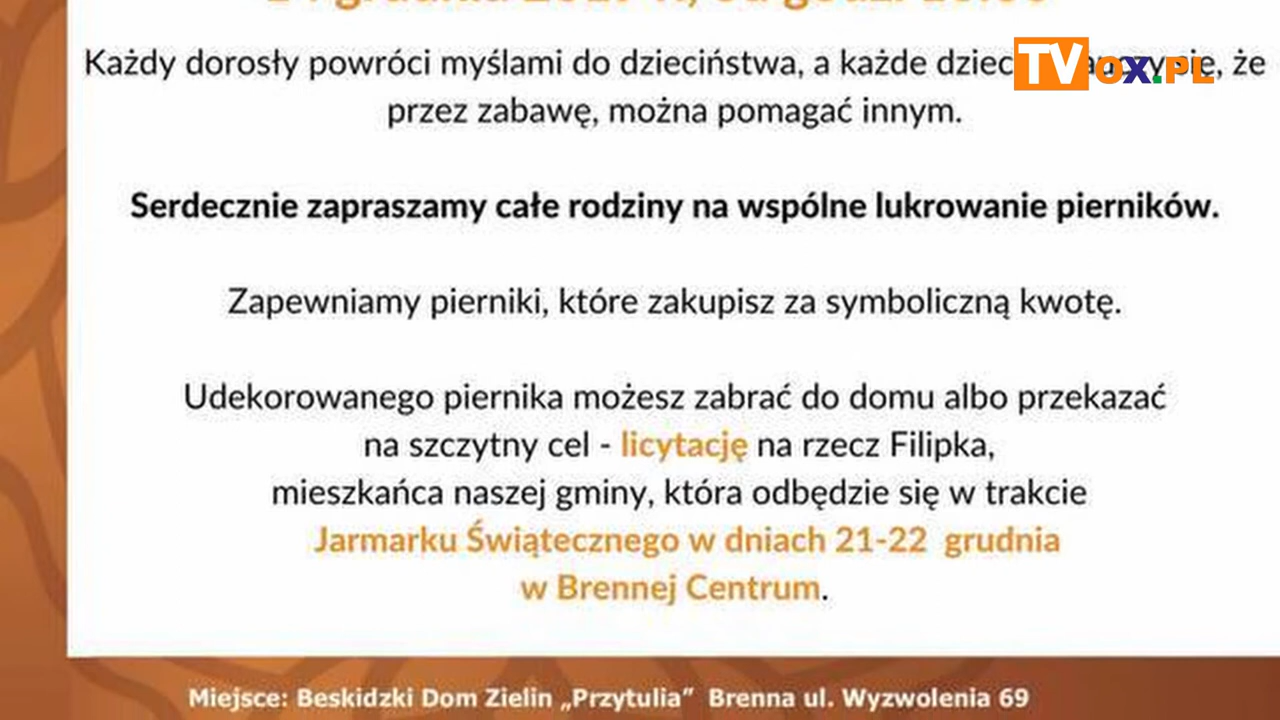 Każdy dorosły powróci myślami do dzieciństwa, a każde że
TVox.PL
przez zabawę, można pomagać innym.
Serdecznie zapraszamy całe rodziny na wspólne lukrowanie pierników.
Zapewniamy pierniki, które zakupisz za symboliczną kwotę.
Udekorowanego piernika możesz zabrać do domu albo przekazać
na szczytny cel - licytację na rzecz Filipka,
mieszkańca naszej gminy, która odbędzie się w trakcie
Jarmarku Świątecznego w dniach 21-22 grudnia
w Brennej Centrum.
Miejsce: Beskidzki Dom Zielin „Przytulia” Brenna ul. Wyzwolenia 69